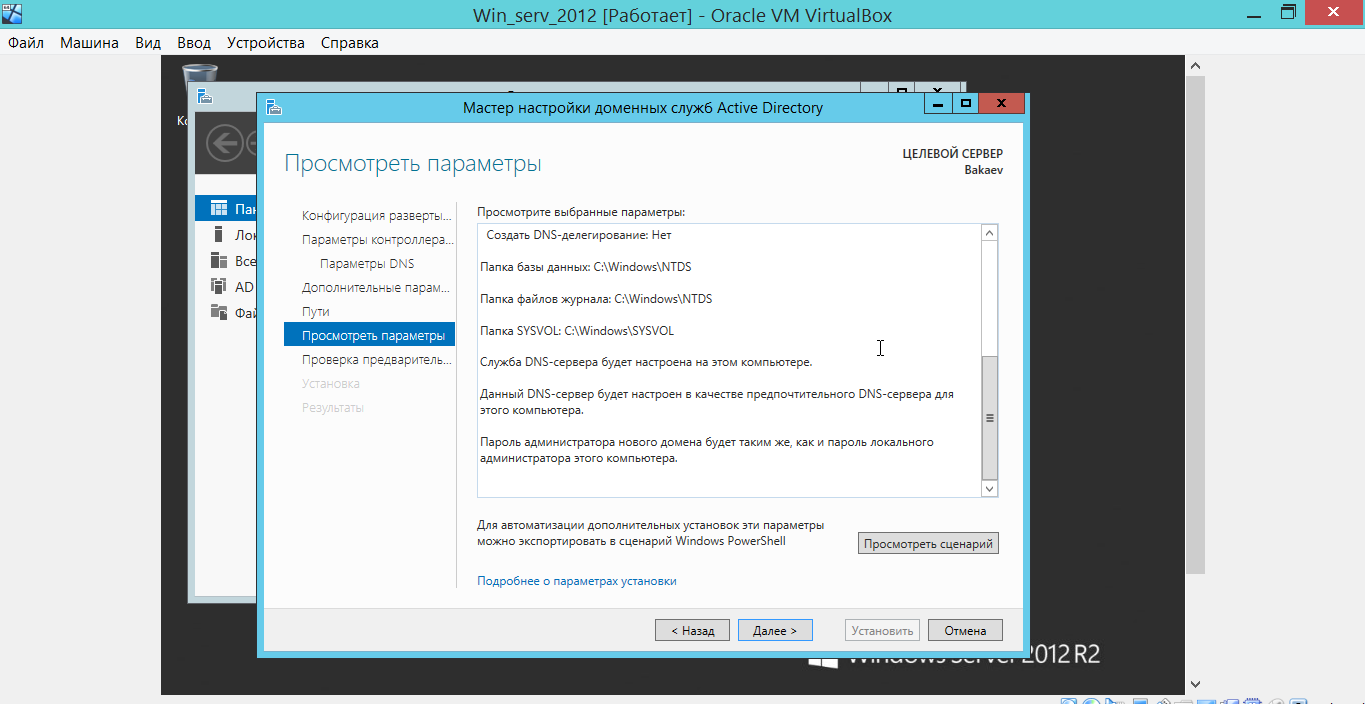 Win_serv_2012 [Работает] - Oracle VM VirtualBox
Файл Машина Вид Ввод Устройства Справка
Мастер настройки доменных служб Active Directory
Просмотреть параметры
ЦЕЛЕВОЙ СЕРВЕР
Bakaev
Пан
Лок
Все
AD
Фай
Конфигурация разверты...
Параметры контроллера...
Параметры DNS
Дополнительные парам...
Пути
Просмотреть параметры
Проверка предваритель...
Установка
Результаты
Просмотрите выбранные параметры:
Создать DNS-делегирование: Нет
Папка базы данных: C:\Windows\NTDS
Папка файлов журнала: C:\Windows\NTDS
Папка SYSVOL: C:\Windows\SYSVOL
Служба DNS-сервера будет настроена на этом компьютере.
Данный DNS-сервер будет настроен в качестве предпочтительного DNS-сервера для
этого компьютера.
Пароль администратора нового домена будет таким же, как и пароль локального
администратора этого компьютера.
Для автоматизации дополнительных установок эти параметры
можно экспортировать в сценарий Windows PowerShell
Просмотреть сценарий
Подробнее о параметрах установки
< Назад Далее > Установить Отмена
Windows Server 2012 R2